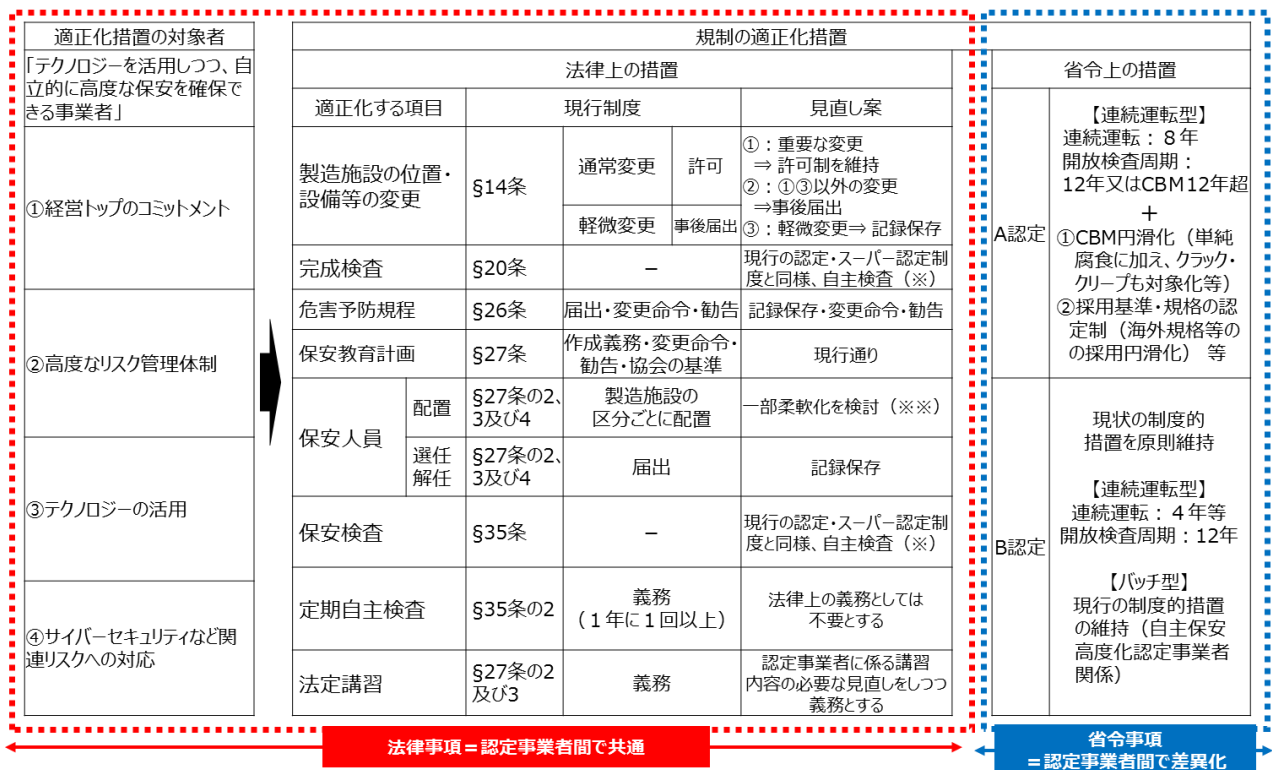 適正化措置の対象者
「テクノロジーを活用しつつ、自
立的に高度な保安を確保で
きる事業者」
①経営トップのコミットメント
②高度なリスク管理体制
③テクノロジーの活用
④サイバーセキュリティなど関
連リスクへの対応
規制の適正化措置
法律上の措置
適正化する項目
現行制度
見直し案
製造施設の位置・
設備等の変更
§14条
通常変更
許可
軽微変更
事後届出
①：重要な変更
⇒ 許可制を維持
②：①③以外の変更
⇒事後届出
③：軽微変更⇒ 記録保存
完成検査
§20条
－
現行の認定・スーパー認定制
度と同様、自主検査（※）
危害予防規程
§26条
届出・変更命令・勧告
記録保存・変更命令・勧告
保安教育計画
§27条
作成義務・変更命令・
勧告・協会の基準
現行通り
保安人員
配置
§27条の2、
3及び4
製造施設の
区分ごとに配置
一部柔軟化を検討（※※）
選任
解任
§27条の2、
3及び4
届出
記録保存
保安検査
§35条
－
現行の認定・スーパー認定制
度と同様、自主検査（※）
定期自主検査
§35条の2
義務
（１年に１回以上）
法律上の義務としては
不要とする
法定講習
§27条の2
及び3
義務
認定事業者に係る講習
内容の必要な見直しをしつつ
義務とする
省令上の措置
A認定
【連続運転型】
連続運転：８年
開放検査周期：
12年又はCBM12年超
＋
①CBM円滑化（単純
腐食に加え、クラック・
クリープも対象化等）
②採用基準・規格の認
定制（海外規格等の
の採用円滑化） 等
B認定
現状の制度的
措置を原則維持
【連続運転型】
連続運転：４年等
開放検査周期：12年
【バッチ型】
現行の制度的措置
の維持（自主保安
高度化認定事業者
関係）
法律事項＝認定事業者間で共通
省令事項
＝認定事業者間で差異化